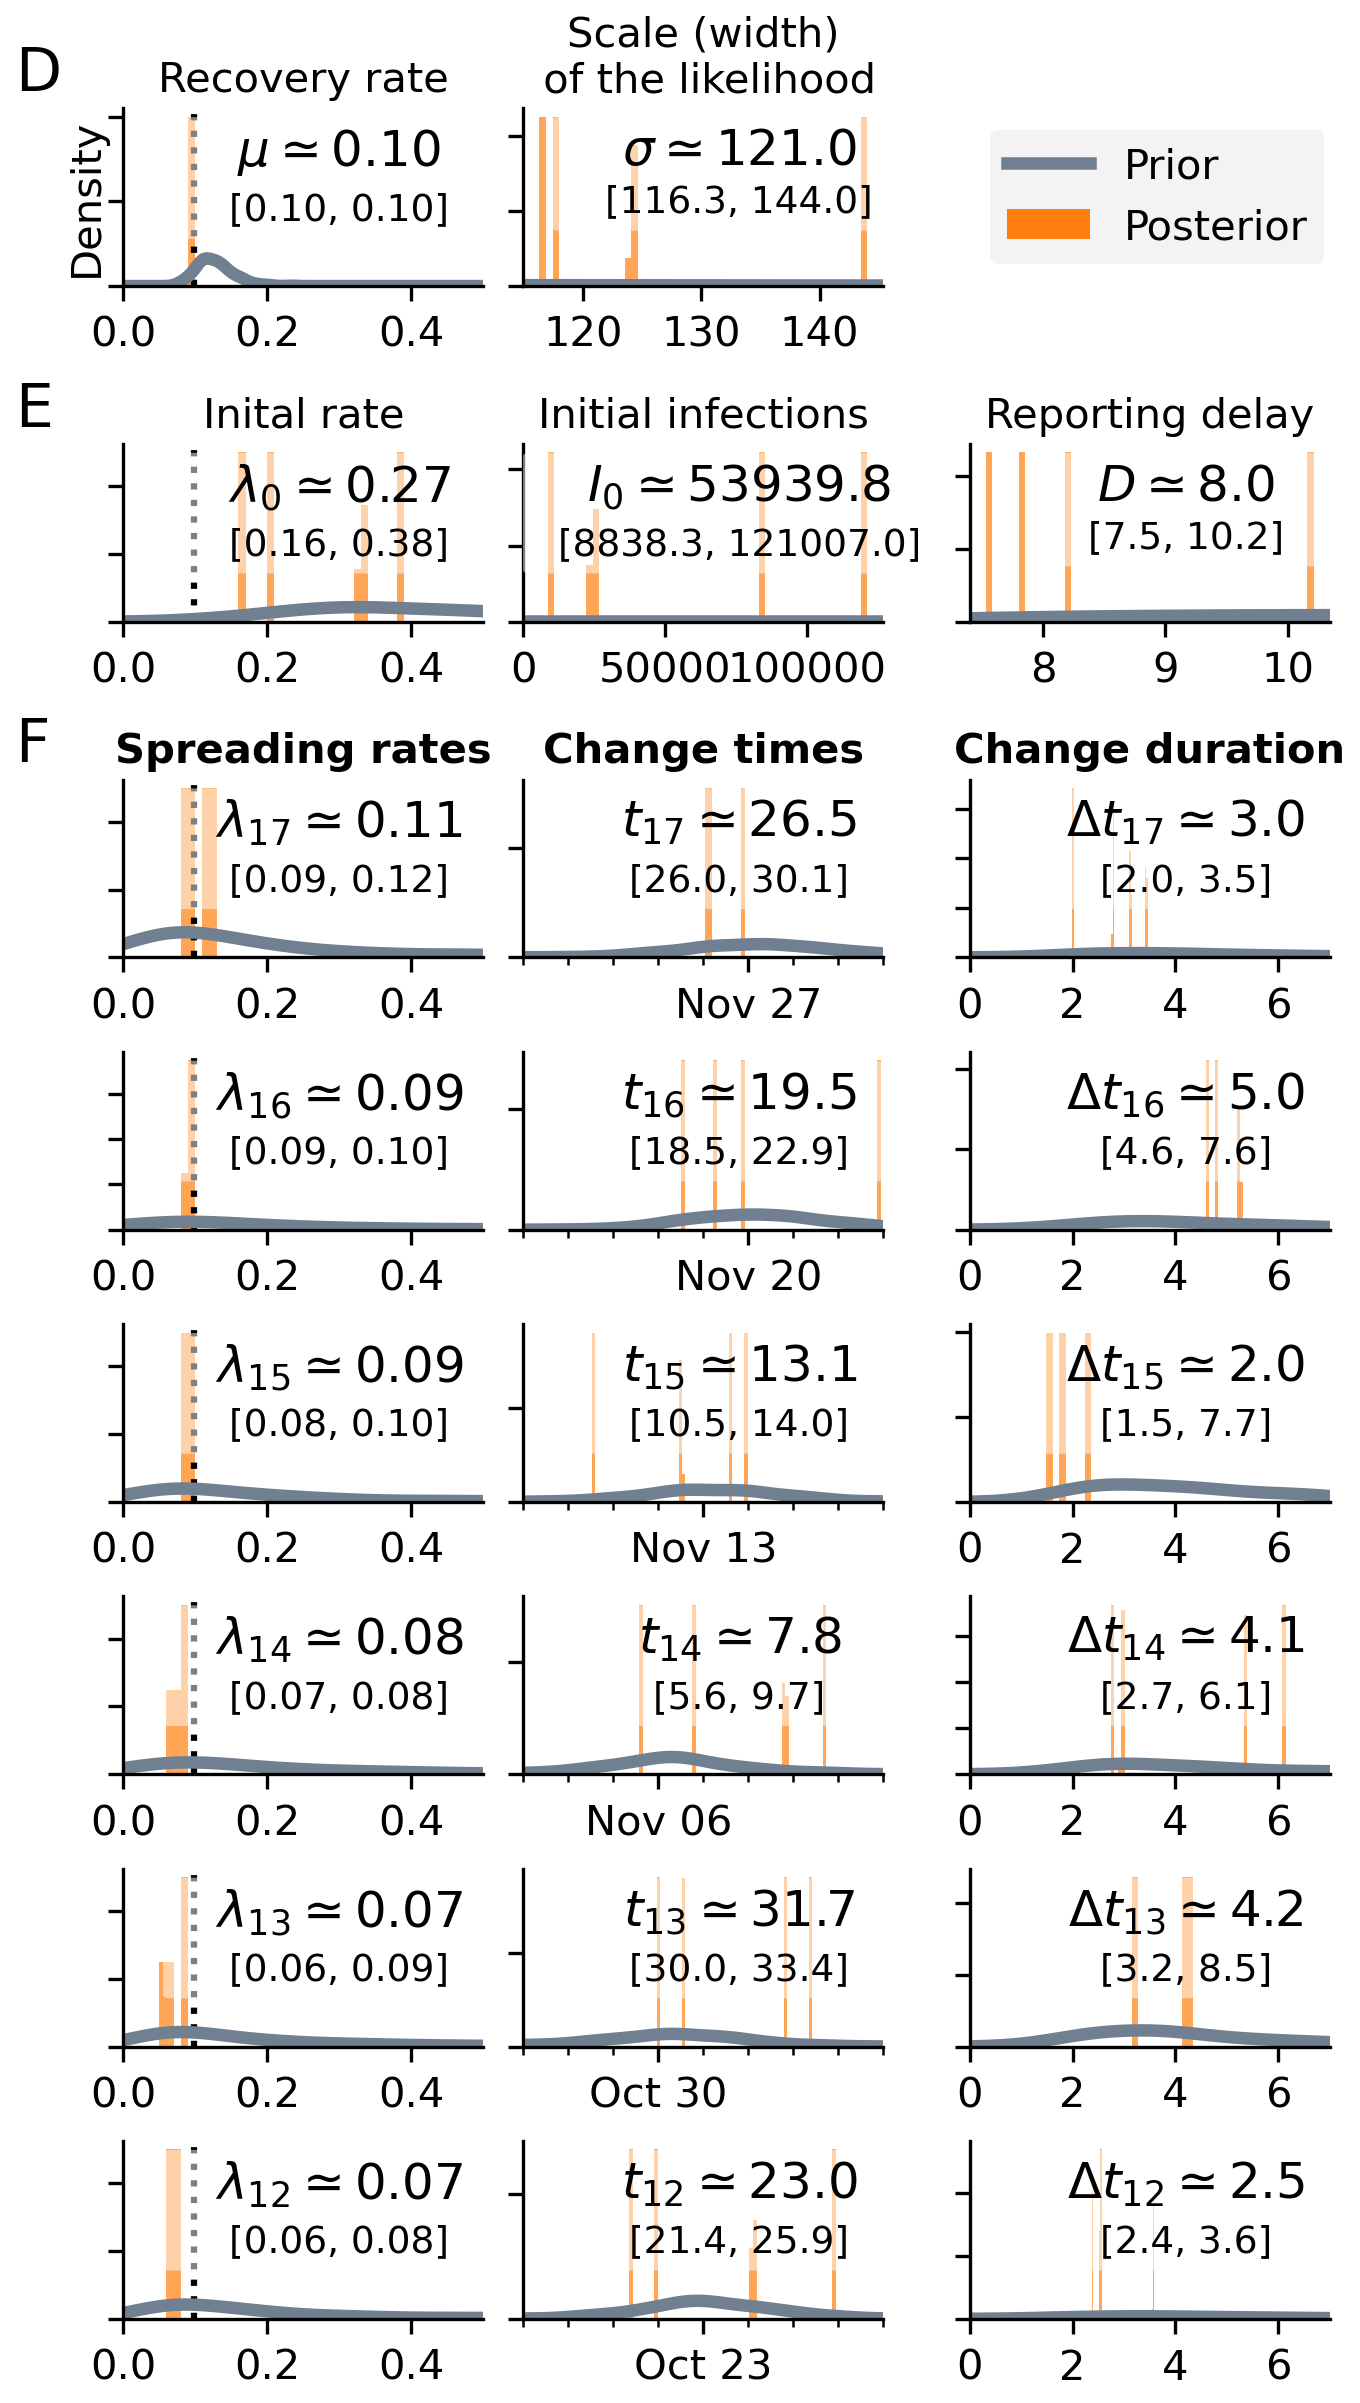 D
Recovery rate
Scale (width)
of the likelihood
Density
μ ≃ 0.10
[0.10, 0.10]
0.0 0.2 0.4
σ ≃ 121.0
[116.3, 144.0]
120 130 140
Prior
Posterior
E
Inital rate
λ0 ≃ 0.27
[0.16, 0.38]
0.0 0.2 0.4
Initial infections
I0 ≃ 53939.8
[8838.3, 121007.0]
0 50000 100000
Reporting delay
D ≃ 8.0
[7.5, 10.2]
8 9 10
F
Spreading rates
Change times
Change duration
λ17 ≃ 0.11
[0.09, 0.12]
0.0 0.2 0.4
t17 ≃ 26.5
[26.0, 30.1]
Nov 27
Δt17 ≃ 3.0
[2.0, 3.5]
0 2 4 6
λ16 ≃ 0.09
[0.09, 0.10]
0.0 0.2 0.4
t16 ≃ 19.5
[18.5, 22.9]
Nov 20
Δt16 ≃ 5.0
[4.6, 7.6]
0 2 4 6
λ15 ≃ 0.09
[0.08, 0.10]
0.0 0.2 0.4
t15 ≃ 13.1
[10.5, 14.0]
Nov 13
Δt15 ≃ 2.0
[1.5, 7.7]
0 2 4 6
λ14 ≃ 0.08
[0.07, 0.08]
0.0 0.2 0.4
t14 ≃ 7.8
[5.6, 9.7]
Nov 06
Δt14 ≃ 4.1
[2.7, 6.1]
0 2 4 6
λ13 ≃ 0.07
[0.06, 0.09]
0.0 0.2 0.4
t13 ≃ 31.7
[30.0, 33.4]
Oct 30
Δt13 ≃ 4.2
[3.2, 8.5]
0 2 4 6
λ12 ≃ 0.07
[0.06, 0.08]
0.0 0.2 0.4
t12 ≃ 23.0
[21.4, 25.9]
Oct 23
Δt12 ≃ 2.5
[2.4, 3.6]
0 2 4 6